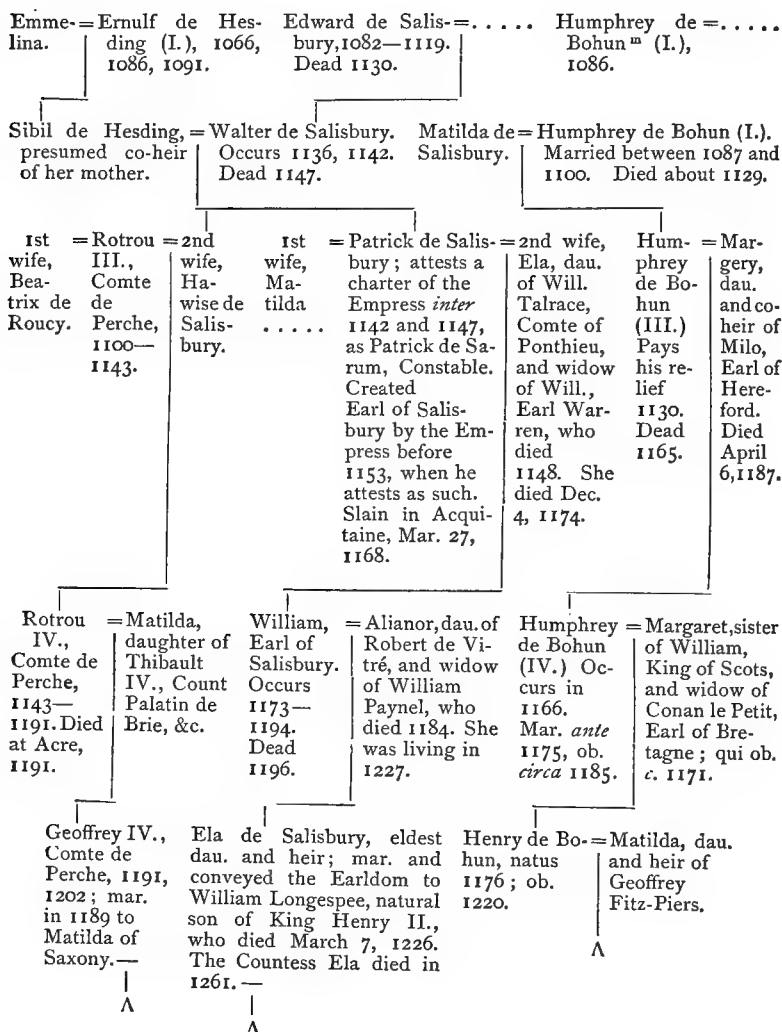 Emme-=Ernulf de Hes-
lina. ding (I.), 1066,
1086, 1091.
Edward de Salis-=.....
bury, 1082—1119.
Dead 1130.
Humphrey de =.....
Bohun m (I.),
1086.
Sibil de Hesding, = Walter de Salisbury.
presumed co-heir Occurs 1136, 1142.
of her mother. Dead 1147.
Matilda de = Humphrey de Bohun (I.).
Salisbury. Married between 1087 and
1100. Died about 1129.
1st
wife,
Bea-
trix de
Roucy.
= Rotrou =
III.,
Comte
de
Perche,
1100—
1143.
2nd
wife,
Ha-
wise de
Salis-
bury.
1st
wife,
Ma-
tilda
.....
= Patrick de Salis- =
bury; attests a
charter of the
Empress inter
1142 and 1147,
as Patrick de Sa-
rum, Constable.
Created
Earl of Salis-
bury by the Em-
press before
1153, when he
attests as such.
Slain in Acqui-
taine, Mar. 27,
1168.
2nd wife,
Ela, dau.
of Will.
Talrace,
Comte of
Ponthieu,
and widow
of Will.,
Earl War-
ren, who
died
1148. She
died Dec.
4, 1174.
Hum- =
phrey
de Bo-
hun
(III.)
Pays
his re-
lief
1130.
Dead
1165.
Mar-
gery,
dau.
and co-
heir of
Milo,
Earl of
Here-
ford.
Died
April
6, 1187.
Rotrou
IV.,
Comte de
Perche,
1143—
1191. Died
at Acre,
1191.
= Matilda,
daughter of
Thibault
IV., Count
Palatin de
Brie, &c.
William,
Earl of
Salisbury.
Occurs
1173—
1194.
Dead
1196.
= Alianor, dau. of
Robert de Vi-
tré, and widow
of William
Paynel, who
died 1184. She
was living in
1227.
Humphrey
de Bohun
(IV.) Oc-
curs in
1166.
Mar. ante
1175, ob.
circa 1185.
= Margaret, sister
of William,
King of Scots,
and widow of
Conan le Petit,
Earl of Bre-
tagne; qui ob.
c. 1171.
Geoffrey IV.,
Comte de
Perche, 1191,
1202; mar.
in 1189 to
Matilda of
Saxony.—
Ela de Salisbury, eldest
dau. and heir; mar. and
conveyed the Earldom to
William Longespee, natural
son of King Henry II.,
who died March 7, 1226.
The Countess Ela died in
1261.—
Henry de Bo-
hun, natus
1176; ob.
1220.
= Matilda, dau.
and heir of
Geoffrey
Fitz-Piers.